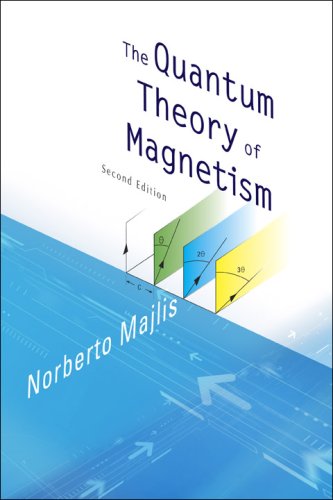 The Quantum
Theory of
Magnetism
Second Edition
θ
2θ
3θ
c
Norberto Majlis